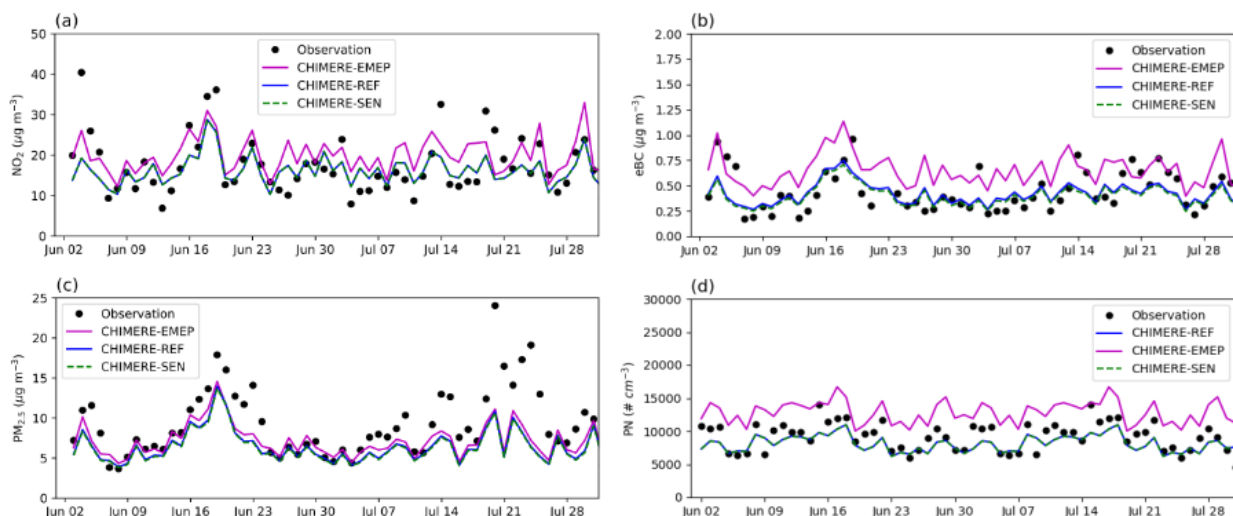 (a)
50
40
30
20
10
0
NO2 (μg m−3)
Observation
CHIMERE-EMEP
CHIMERE-REF
CHIMERE-SEN
Jun 02 Jun 09 Jun 16 Jun 23 Jun 30 Jul 07 Jul 14 Jul 21 Jul 28
(b)
2.00
1.75
1.50
1.25
1.00
0.75
0.50
0.25
0.00
eBC (μg m−3)
Observation
CHIMERE-EMEP
CHIMERE-REF
CHIMERE-SEN
Jun 02 Jun 09 Jun 16 Jun 23 Jun 30 Jul 07 Jul 14 Jul 21 Jul 28
(c)
25
20
15
10
5
0
PM2.5 (μg m−3)
Observation
CHIMERE-EMEP
CHIMERE-REF
CHIMERE-SEN
Jun 02 Jun 09 Jun 16 Jun 23 Jun 30 Jul 07 Jul 14 Jul 21 Jul 28
(d)
30000
25000
20000
15000
10000
5000
0
PN (# cm−3)
Observation
CHIMERE-REF
CHIMERE-EMEP
CHIMERE-SEN
Jun 02 Jun 09 Jun 16 Jun 23 Jun 30 Jul 07 Jul 14 Jul 21 Jul 28